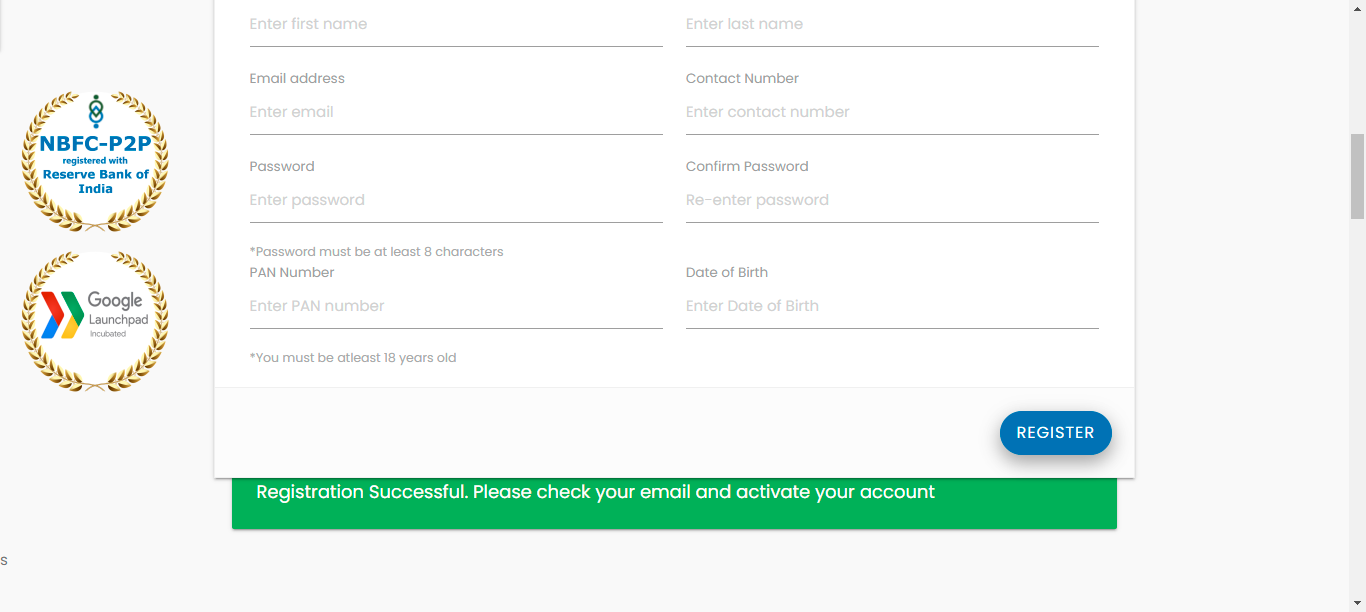 Enter first name
Enter last name
Email address
Contact Number
Enter email
Enter contact number
Password
Confirm Password
Enter password
Re-enter password
*Password must be at least 8 characters
PAN Number
Date of Birth
Enter PAN number
Enter Date of Birth
*You must be atleast 18 years old
REGISTER
Registration Successful. Please check your email and activate your account
NBFC-P2P
registered with
Reserve Bank of
India
Google
Launchpad
Incubated
s